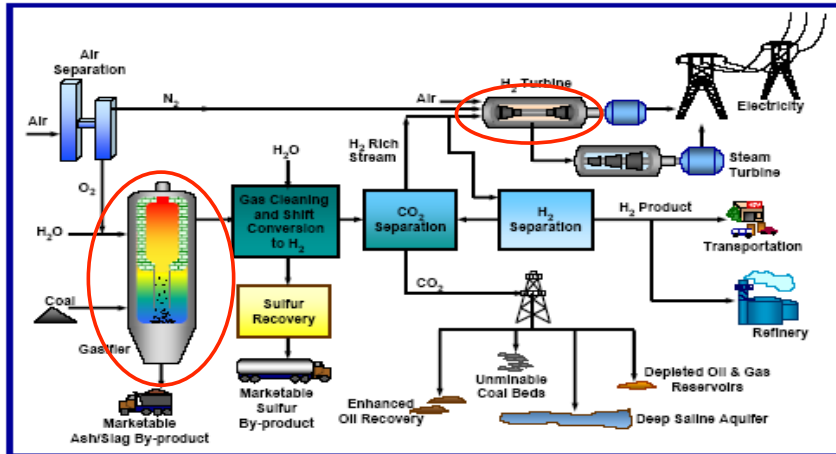 Air
Separation
N2
Air
H2 Turbine
Air
Electricity
H2 Rich
Stream
H2O
Steam
Turbine
O2
Gas Cleaning
and Shift
Conversion
to H2
CO2
Separation
H2
Separation
H2 Product
H2O
Transportation
CO2
Coal
Sulfur
Recovery
Refinery
Gasifier
Marketable
Ash/Slag By-product
Marketable
Sulfur
By-product
Enhanced
Oil Recovery
Unminable
Coal Beds
Depleted Oil & Gas
Reservoirs
Deep Saline Aquifer